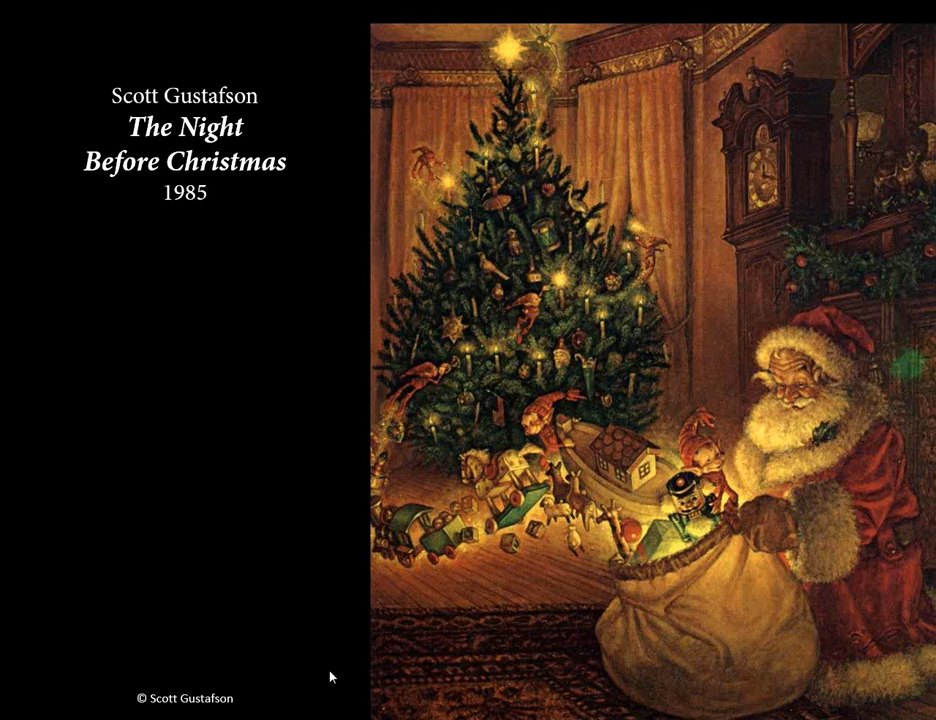 Scott Gustafson
The Night
Before Christmas
1985
© Scott Gustafson